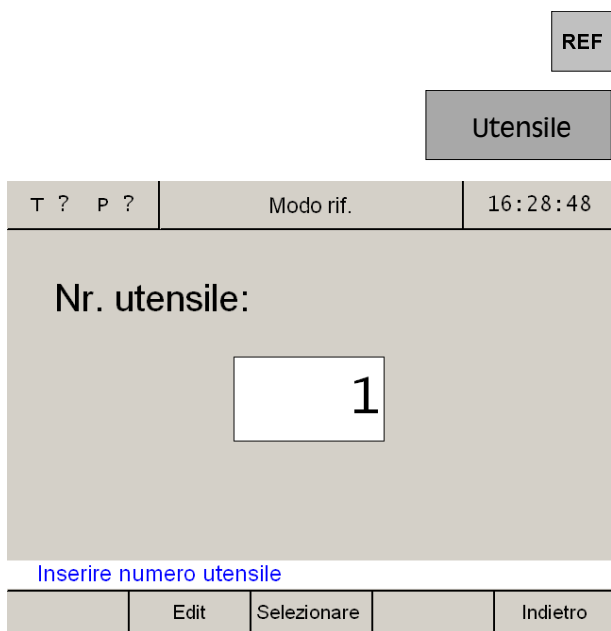 REF
Utensile
T ? P ? Modo rif. 16:28:48
Nr. utensile:
1
Inserire numero utensile
Edit Selezionare Indietro